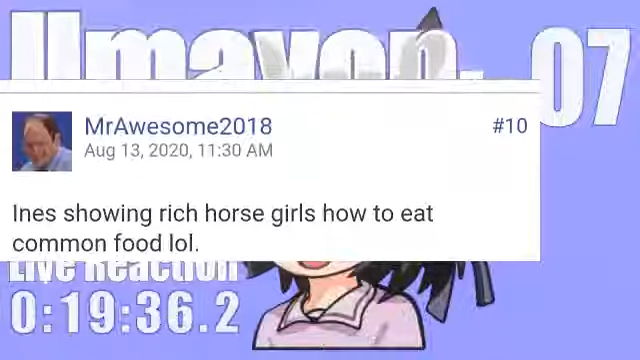 Umayon. 07
MrAwesome2018 #10
Aug 13, 2020, 11:30 AM
Ines showing rich horse girls how to eat
common food lol.
Live Reaction
0:19:36.2